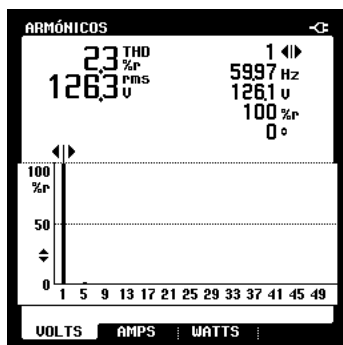 ARMÓNICOS
2,3 THD %r
126,3 rms V
1
59,97 Hz
126,1 V
100 %r
0 °
100
%r
50
0
1 5 9 13 17 21 25 29 33 37 41 45 49
VOLTS AMPS WATTS